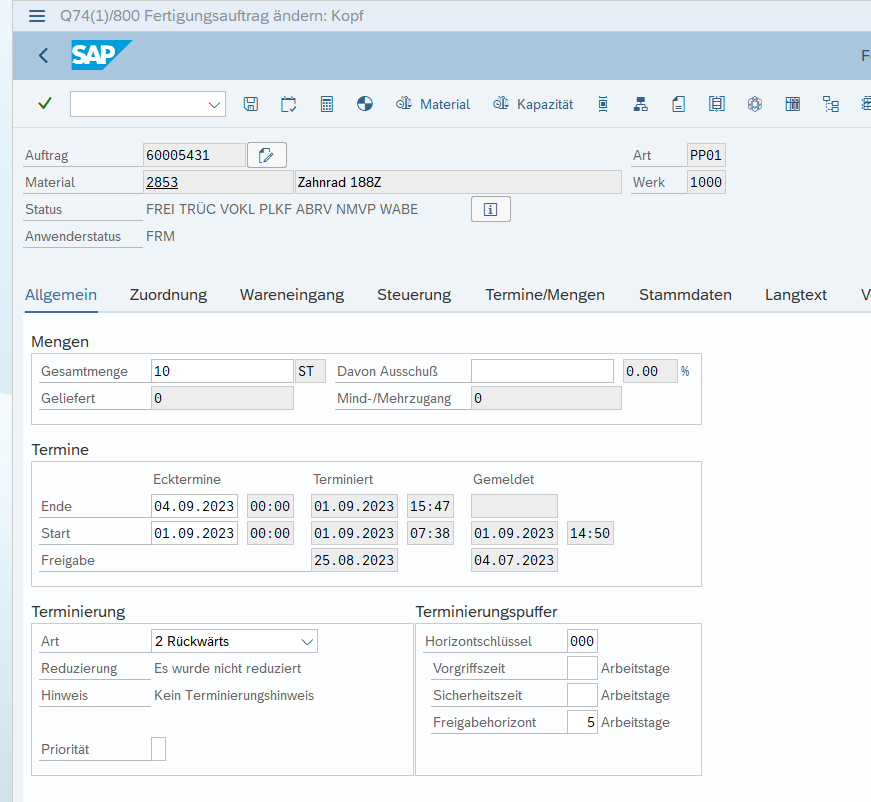 Q74(1)/800 Fertigungsauftrag ändern: Kopf
SAP
Material Kapazität
Auftrag 60005431 Art PP01
Material 2853 Zahnrad 188Z Werk 1000
Status FREI TRÜC VOKL PLKF ABRV NMVP WABE
Anwenderstatus FRM
Allgemein Zuordnung Wareneingang Steuerung Termine/Mengen Stammdaten Langtext
Mengen
Gesamtmenge 10 ST Davon Ausschuß 0.00 %
Geliefert 0 Mind-/Mehrzugang 0
Termine
Ecktermine Terminiert Gemeldet
Ende 04.09.2023 00:00 01.09.2023 15:47
Start 01.09.2023 00:00 01.09.2023 07:38 01.09.2023 14:50
Freigabe 25.08.2023 04.07.2023
Terminierung Terminierungspuffer
Art 2 Rückwärts Horizontschlüssel 000
Reduzierung Es wurde nicht reduziert Vorgriffszeit Arbeitstage
Hinweis Kein Terminierungshinweis Sicherheitszeit Arbeitstage
Freigabehorizont 5 Arbeitstage
Priorität